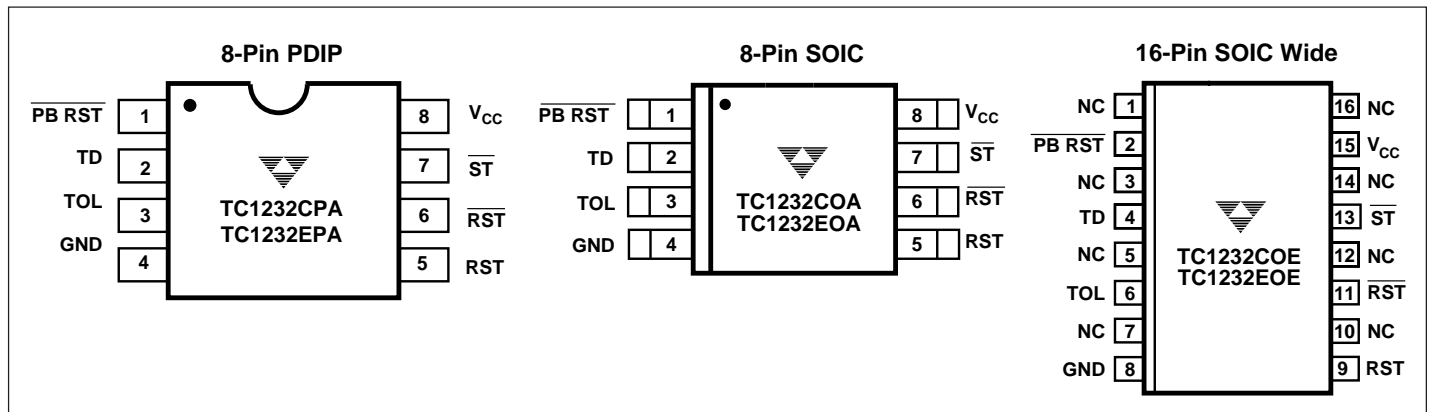 8-Pin PDIP
PB RST 1
TD 2
TOL 3
GND 4
8 VCC
7 ST
6 RST
5 RST
TC1232CPA
TC1232EPA
8-Pin SOIC
PB RST 1
TD 2
TOL 3
GND 4
8 VCC
7 ST
6 RST
5 RST
TC1232COA
TC1232EOA
16-Pin SOIC Wide
NC 1
PB RST 2
NC 3
TD 4
NC 5
TOL 6
NC 7
GND 8
16 NC
15 VCC
14 NC
13 ST
12 NC
11 RST
10 NC
9 RST
TC1232COE
TC1232EOE